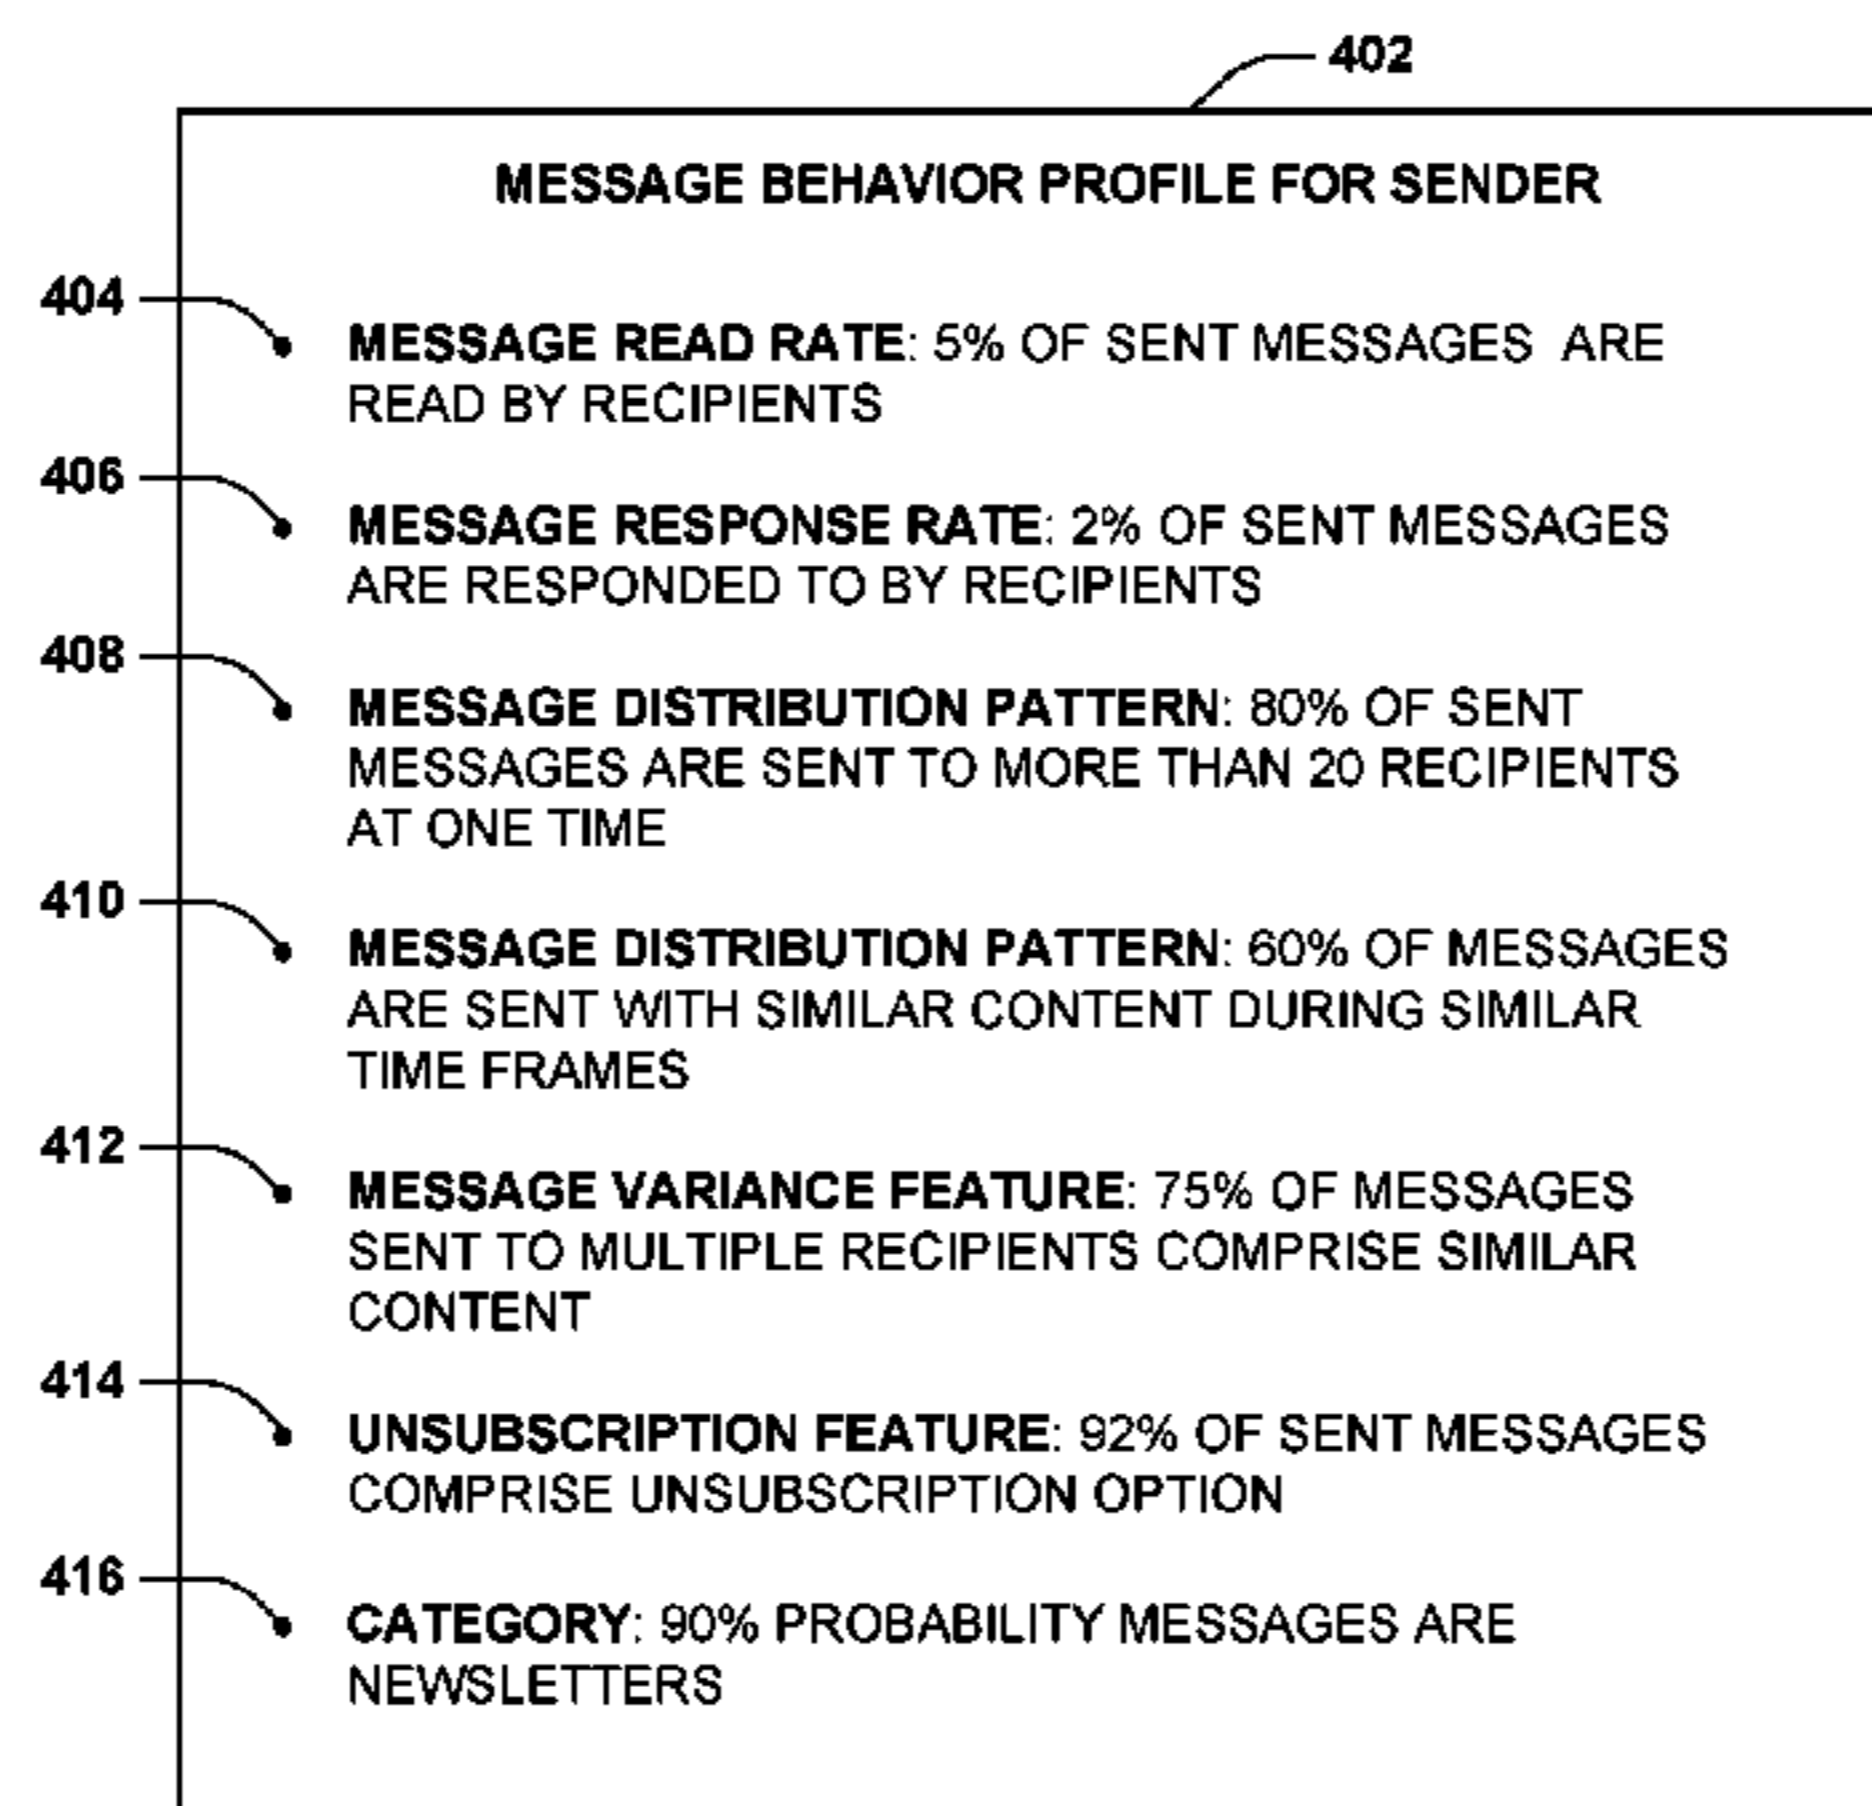 402
MESSAGE BEHAVIOR PROFILE FOR SENDER
404
MESSAGE READ RATE: 5% OF SENT MESSAGES ARE
READ BY RECIPIENTS
406
MESSAGE RESPONSE RATE: 2% OF SENT MESSAGES
ARE RESPONDED TO BY RECIPIENTS
408
MESSAGE DISTRIBUTION PATTERN: 80% OF SENT
MESSAGES ARE SENT TO MORE THAN 20 RECIPIENTS
AT ONE TIME
410
MESSAGE DISTRIBUTION PATTERN: 60% OF MESSAGES
ARE SENT WITH SIMILAR CONTENT DURING SIMILAR
TIME FRAMES
412
MESSAGE VARIANCE FEATURE: 75% OF MESSAGES
SENT TO MULTIPLE RECIPIENTS COMPRISE SIMILAR
CONTENT
414
UNSUBSCRIPTION FEATURE: 92% OF SENT MESSAGES
COMPRISE UNSUBSCRIPTION OPTION
416
CATEGORY: 90% PROBABILITY MESSAGES ARE
NEWSLETTERS